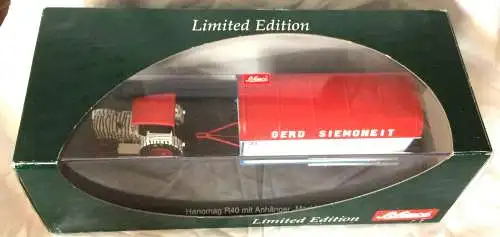 Limited Edition
Schuco
GERD SIEMONEIT
Hanomag R40 mit Anhänger
Limited Edition
Schuco